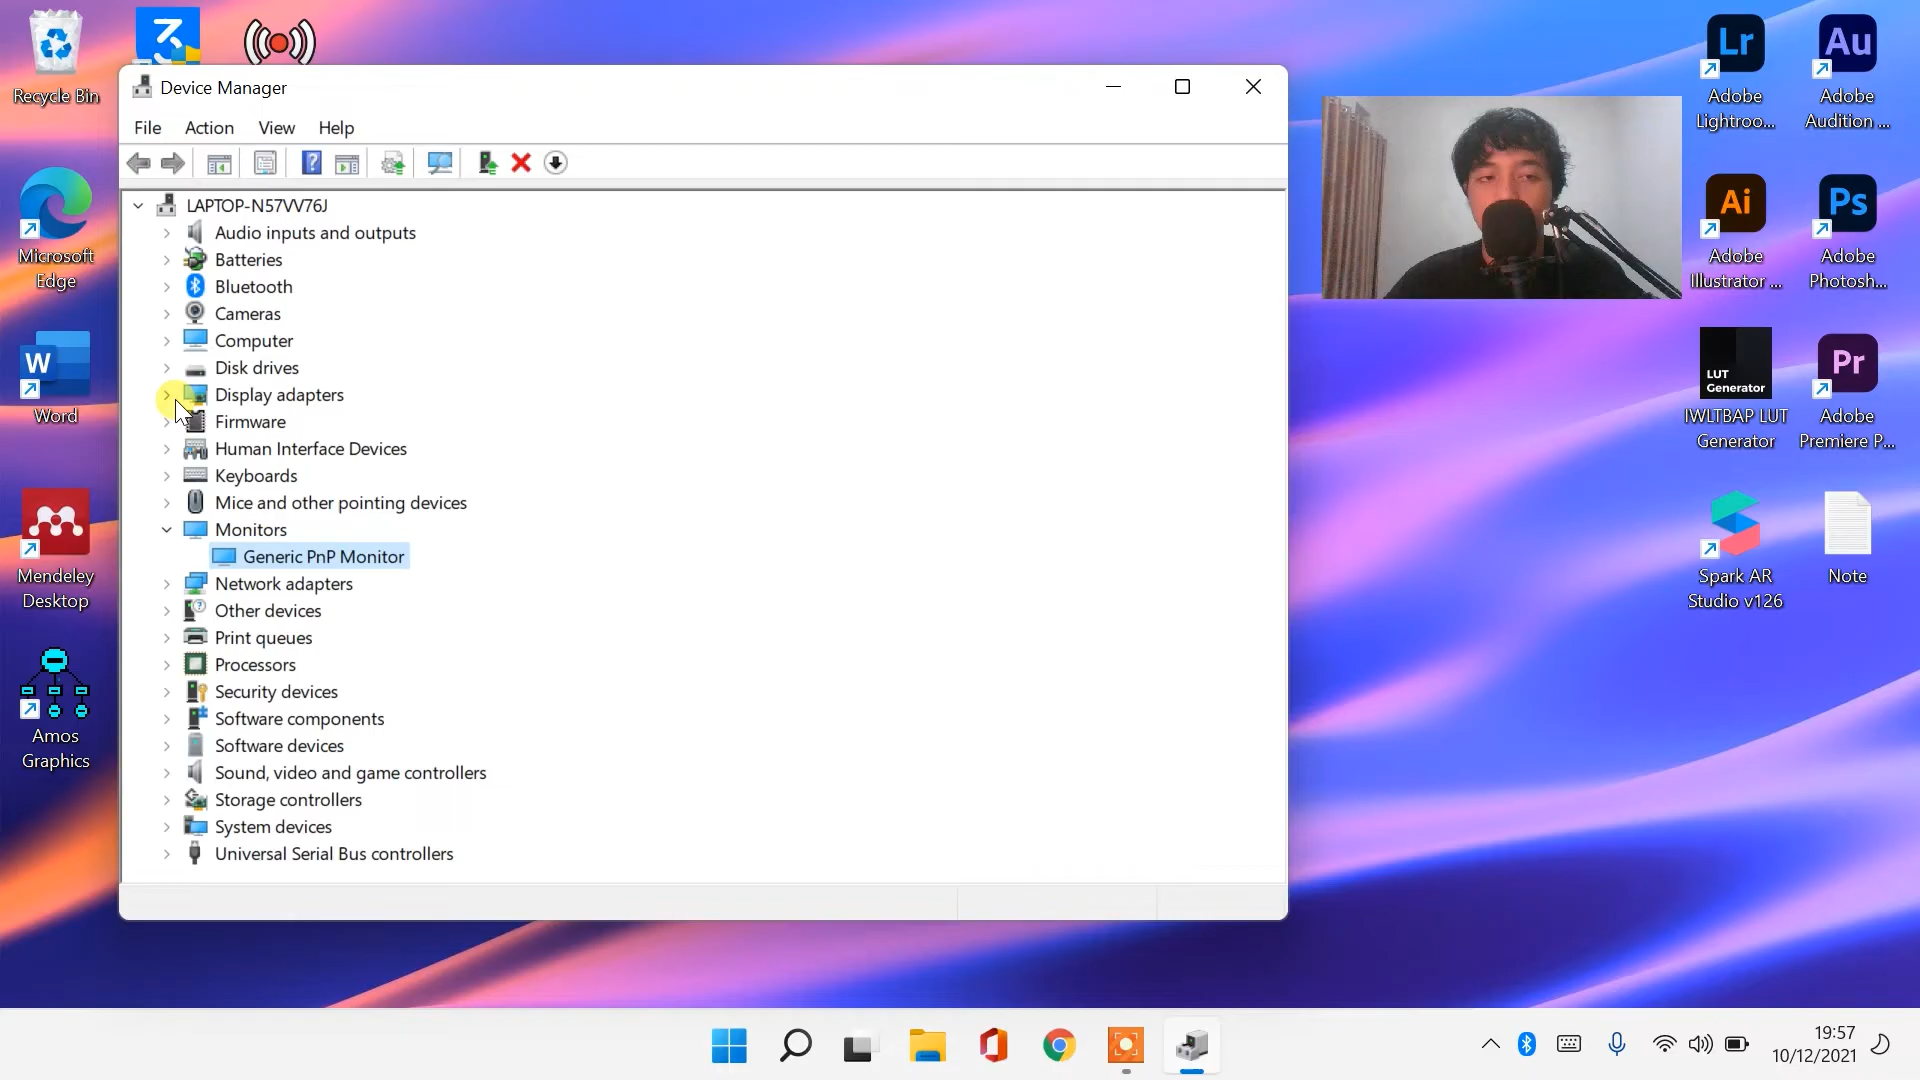 Recycle Bin
Microsoft
Edge
W
Word
Mendeley
Desktop
Amos
Graphics
Device Manager
File Action View Help
LAPTOP-N57VV76J
Audio inputs and outputs
Batteries
Bluetooth
Cameras
Computer
Disk drives
Display adapters
Firmware
Human Interface Devices
Keyboards
Mice and other pointing devices
Monitors
Generic PnP Monitor
Network adapters
Other devices
Print queues
Processors
Security devices
Software components
Software devices
Sound, video and game controllers
Storage controllers
System devices
Universal Serial Bus controllers
Lr
Adobe
Lightroo...
Au
Adobe
Audition ...
Ai
Adobe
Illustrator ...
Ps
Adobe
Photosh...
LUT
Generator
IWLTBAP LUT
Generator
Pr
Adobe
Premiere P...
Spark AR
Studio v126
Note
19:57
10/12/2021